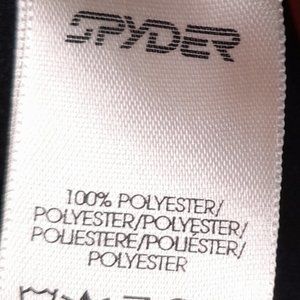 SPYDER
100% POLYESTER/
POLYESTER/POLYESTER/
POLIESTERE/POLIÉSTER/
POLYESTER